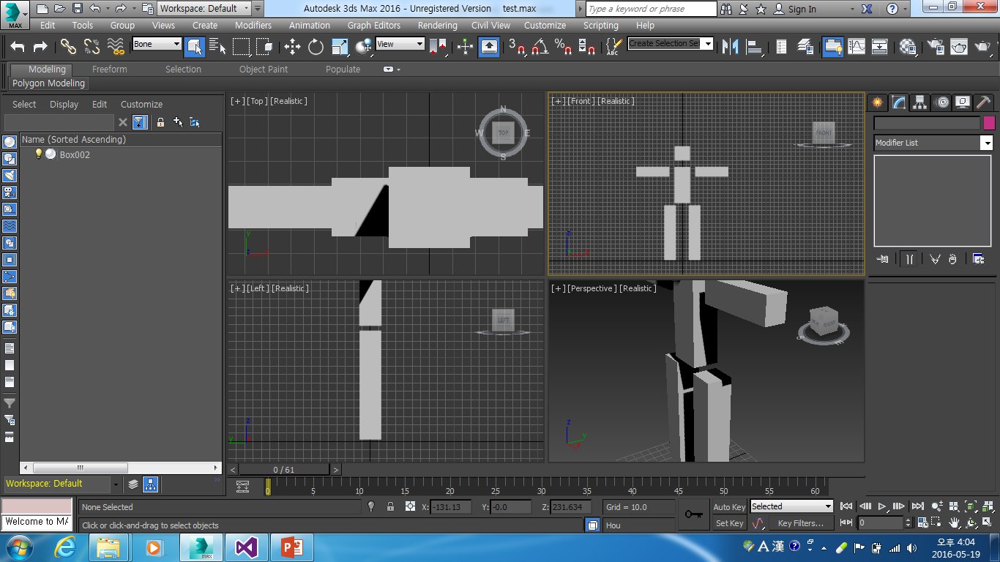 MAX
Workspace: Default
Autodesk 3ds Max 2016 - Unregistered Version test.max
Type a keyword or phrase
Sign In
Edit Tools Group Views Create Modifiers Animation Graph Editors Rendering Civil View Customize Scripting Help
Bone
View
3
ABC
Create Selection Se
Modeling Freeform Selection Object Paint Populate
Polygon Modeling
Select Display Edit Customize
Name (Sorted Ascending)
Box002
[+] [Top ] [Realistic ]
N
W TOP E
S
y
z x
[+] [Front ] [Realistic ]
FRONT
z
x
Modifier List
[+] [Left ] [Realistic ]
LEFT
z
y
[+] [Perspective ] [Realistic ]
RIGHT
z
y
x
< 0 / 61 >
Workspace: Default
0 5 10 15 20 25 30 35 40 45 50 55 60
Welcome to MA
None Selected
X: -131.13 Y: -0.0 Z: 231.634 Grid = 10.0
Click or click-and-drag to select objects
Hou
Auto Key Selected
Set Key Key Filters...
0
MAX
A 漢
오후 4:04
2016-05-19